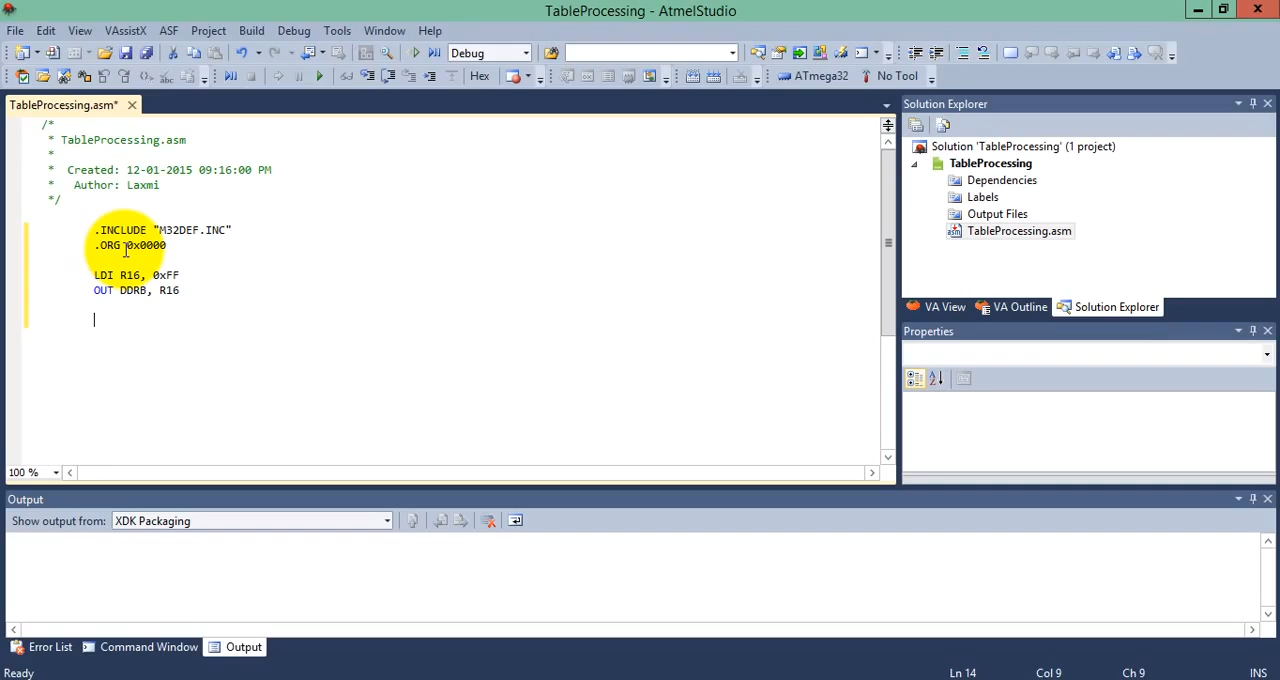 TableProcessing - AtmelStudio
File Edit View VAssistX ASF Project Build Debug Tools Window Help
Debug
Hex ATmega32 No Tool
TableProcessing.asm*
/*
* TableProcessing.asm
*
* Created: 12-01-2015 09:16:00 PM
* Author: Laxmi
*/
.INCLUDE "M32DEF.INC"
.ORG 0x0000
LDI R16, 0xFF
OUT DDRB, R16
100 %
Solution Explorer
Solution 'TableProcessing' (1 project)
TableProcessing
Dependencies
Labels
Output Files
TableProcessing.asm
VA View VA Outline Solution Explorer
Properties
Output
Show output from: XDK Packaging
Error List Command Window Output
Ready Ln 14 Col 9 Ch 9 INS